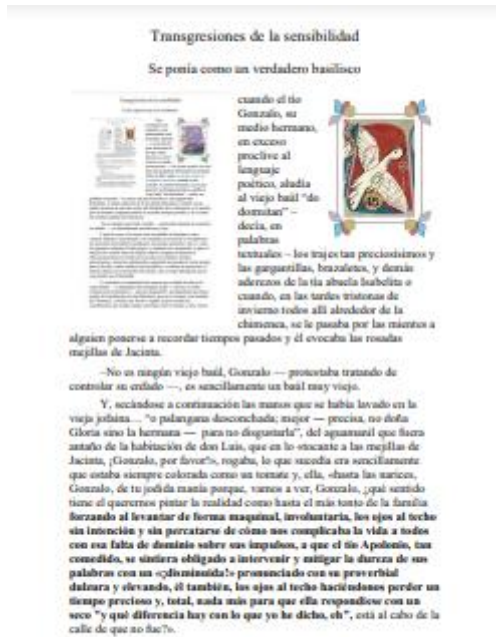 Transgresiones de la sensibilidad
Se ponía como un verdadero basilisco
cuando el tío
Gonzalo, su
medio hermano,
en exceso
proclive al
lenguaje
poético, aludía
al viejo baúl "do
dormitan" –
decía, en
palabras
textuales – los trajes tan preciosísimos y
las gargantillas, brazaletes, y demás
aderezos de la tía abuela Isabelita o
cuando, en las tardes tristonas de
invierno todos allí alrededor de la
chimenea, se le pasaba por las mientes a
alguien ponerse a recordar tiempos pasados y él evocaba las rosadas
mejillas de Jacinta.
–No es ningún viejo baúl, Gonzalo — protestaba tratando de
controlar su enfado —, es sencillamente un baúl muy viejo.
Y, secándose a continuación las manos que se había lavado en la
vieja jofaina… "o palangana desconchada; mejor — precisa, no doña
Gloria sino la hermana — para no disgustarla", del aguamanil que fuera
antaño de la habitación de don Luis, que en lo «tocante a las mejillas de
Jacinta, ¡Gonzalo, por favor!», rogaba, lo que sucedía era sencillamente
que estaba siempre colorada como un tomate y, ella, «hasta las narices,
Gonzalo, de tu jodida manía porque, vamos a ver, Gonzalo, ¿qué sentido
tiene el querernos pintar la realidad como hasta el más tonto de la familia
forzando al levantar de forma maquinal, involuntaria, los ojos al techo
sin intención y sin percatarse de cómo nos complicaba la vida a todos
con esa falta de dominio sobre sus impulsos, a que el tío Apolonio, tan
comedido, se sintiera obligado a intervenir y mitigar la dureza de sus
palabras con un «¡disminuida!» pronunciado con su proverbial
dulzura y elevando, él también, los ojos al techo haciéndonos perder un
tiempo precioso y, total, nada más para que ella respondiese con un
seco "y qué diferencia hay con lo que yo he dicho, eh", está al cabo de la
calle de que no fue?».